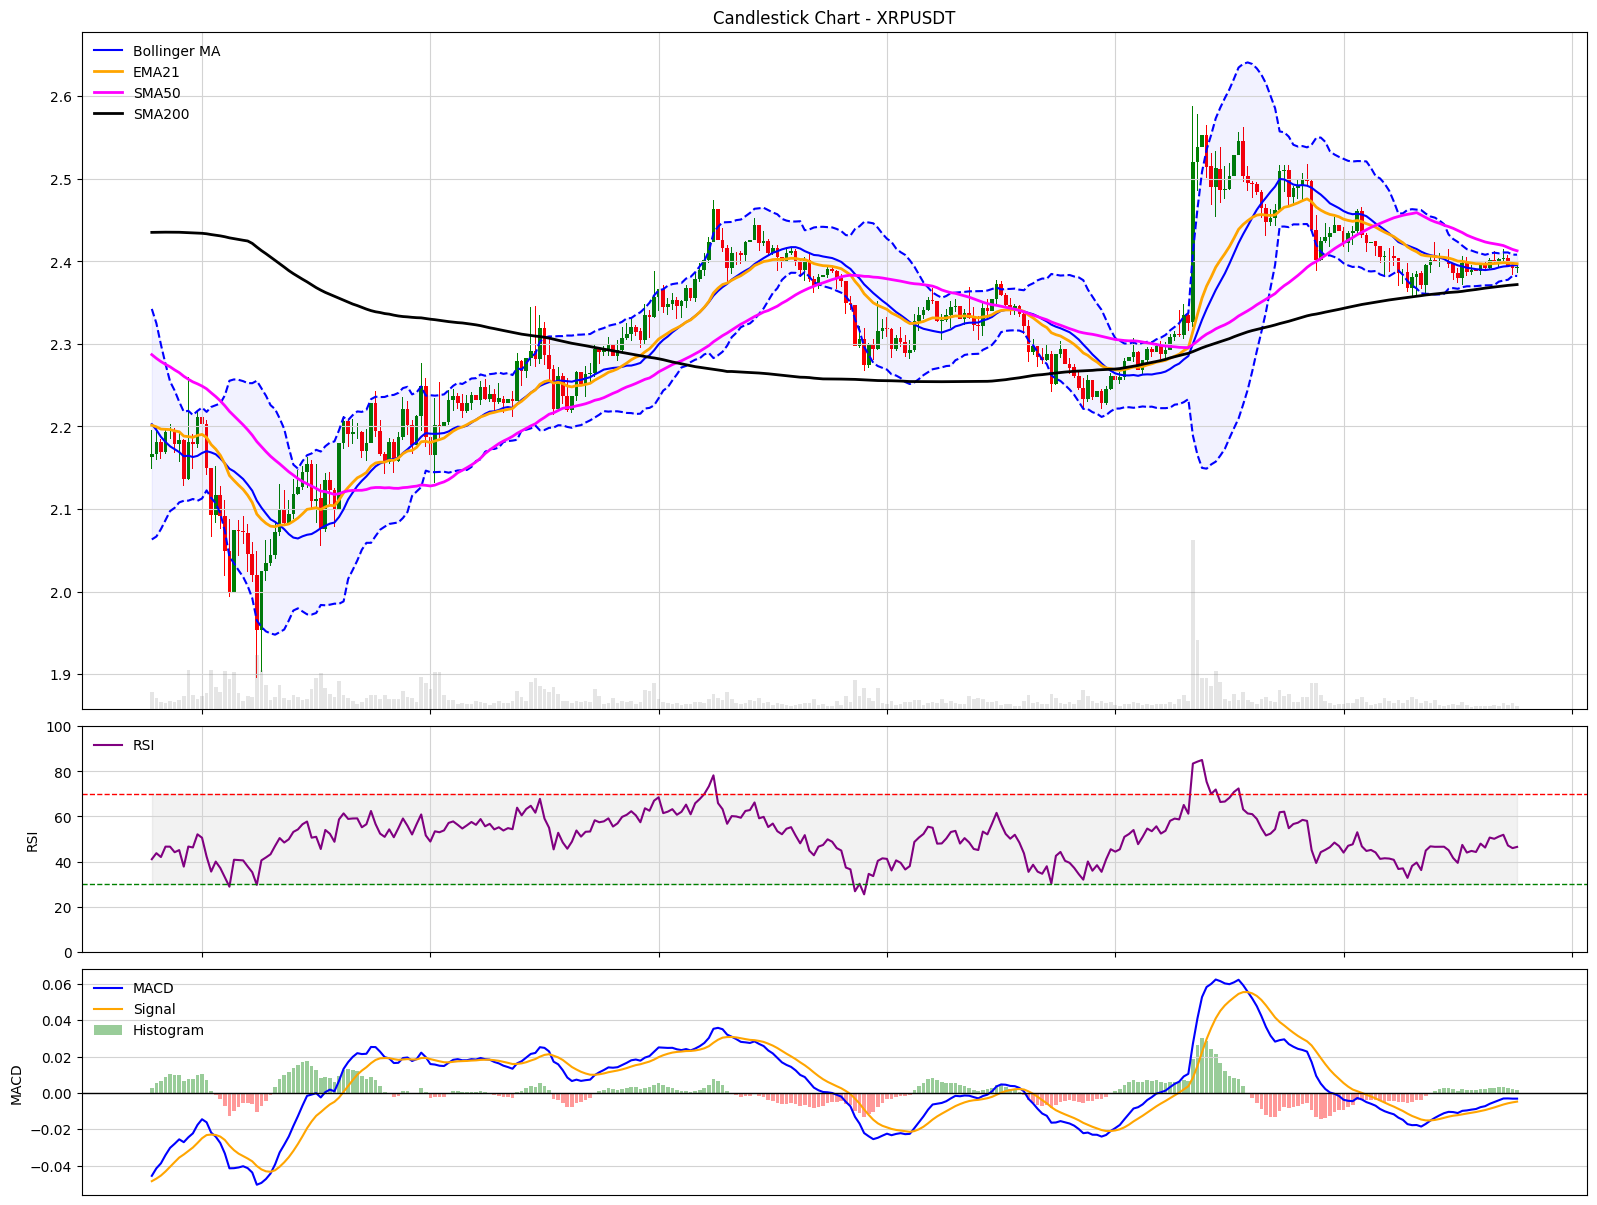 Candlestick Chart - XRPUSDT
Bollinger MA
EMA21
SMA50
SMA200
2.6
2.5
2.4
2.3
2.2
2.1
2.0
1.9
RSI
100
80
60
40
20
0
RSI
MACD
Signal
Histogram
0.06
0.04
0.02
0.00
−0.02
−0.04
MACD